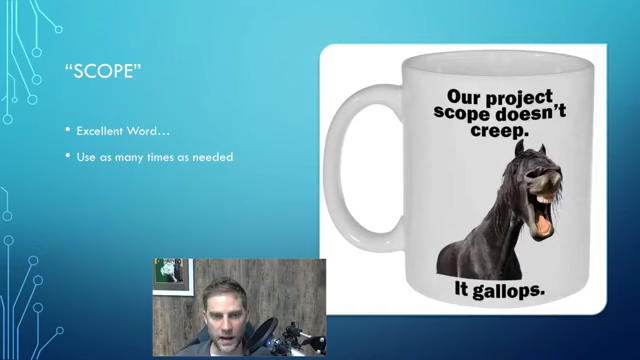 “SCOPE”
• Excellent Word…
• Use as many times as needed
Our project
scope doesn't
creep.
It gallops.